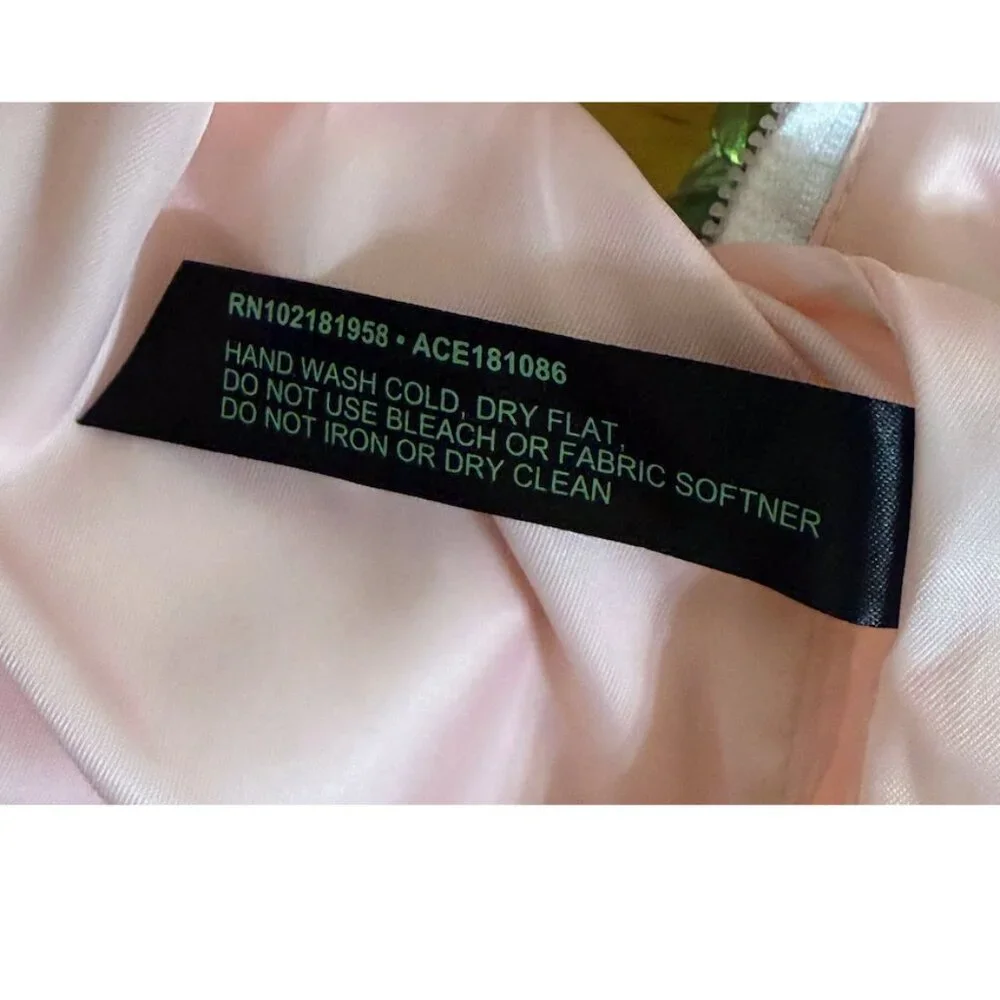 RN102181958 • ACE181086
HAND WASH COLD, DRY FLAT,
DO NOT USE BLEACH OR FABRIC SOFTNER
DO NOT IRON OR DRY CLEAN